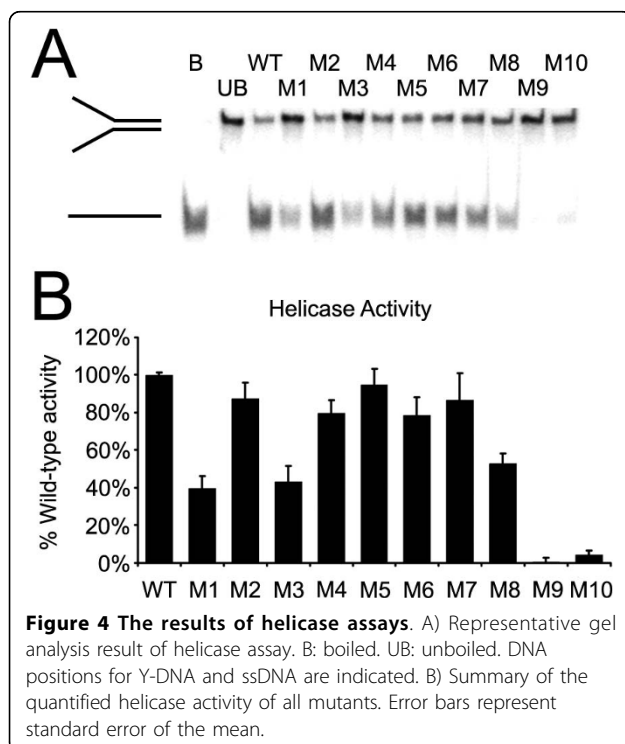 A
B WT M2 M4 M6 M8 M10
UB M1 M3 M5 M7 M9
B
Helicase Activity
% Wild-type activity
120%
100%
80%
60%
40%
20%
0%
WT M1 M2 M3 M4 M5 M6 M7 M8 M9 M10
Figure 4 The results of helicase assays. A) Representative gel
analysis result of helicase assay. B: boiled. UB: unboiled. DNA
positions for Y-DNA and ssDNA are indicated. B) Summary of the
quantified helicase activity of all mutants. Error bars represent
standard error of the mean.